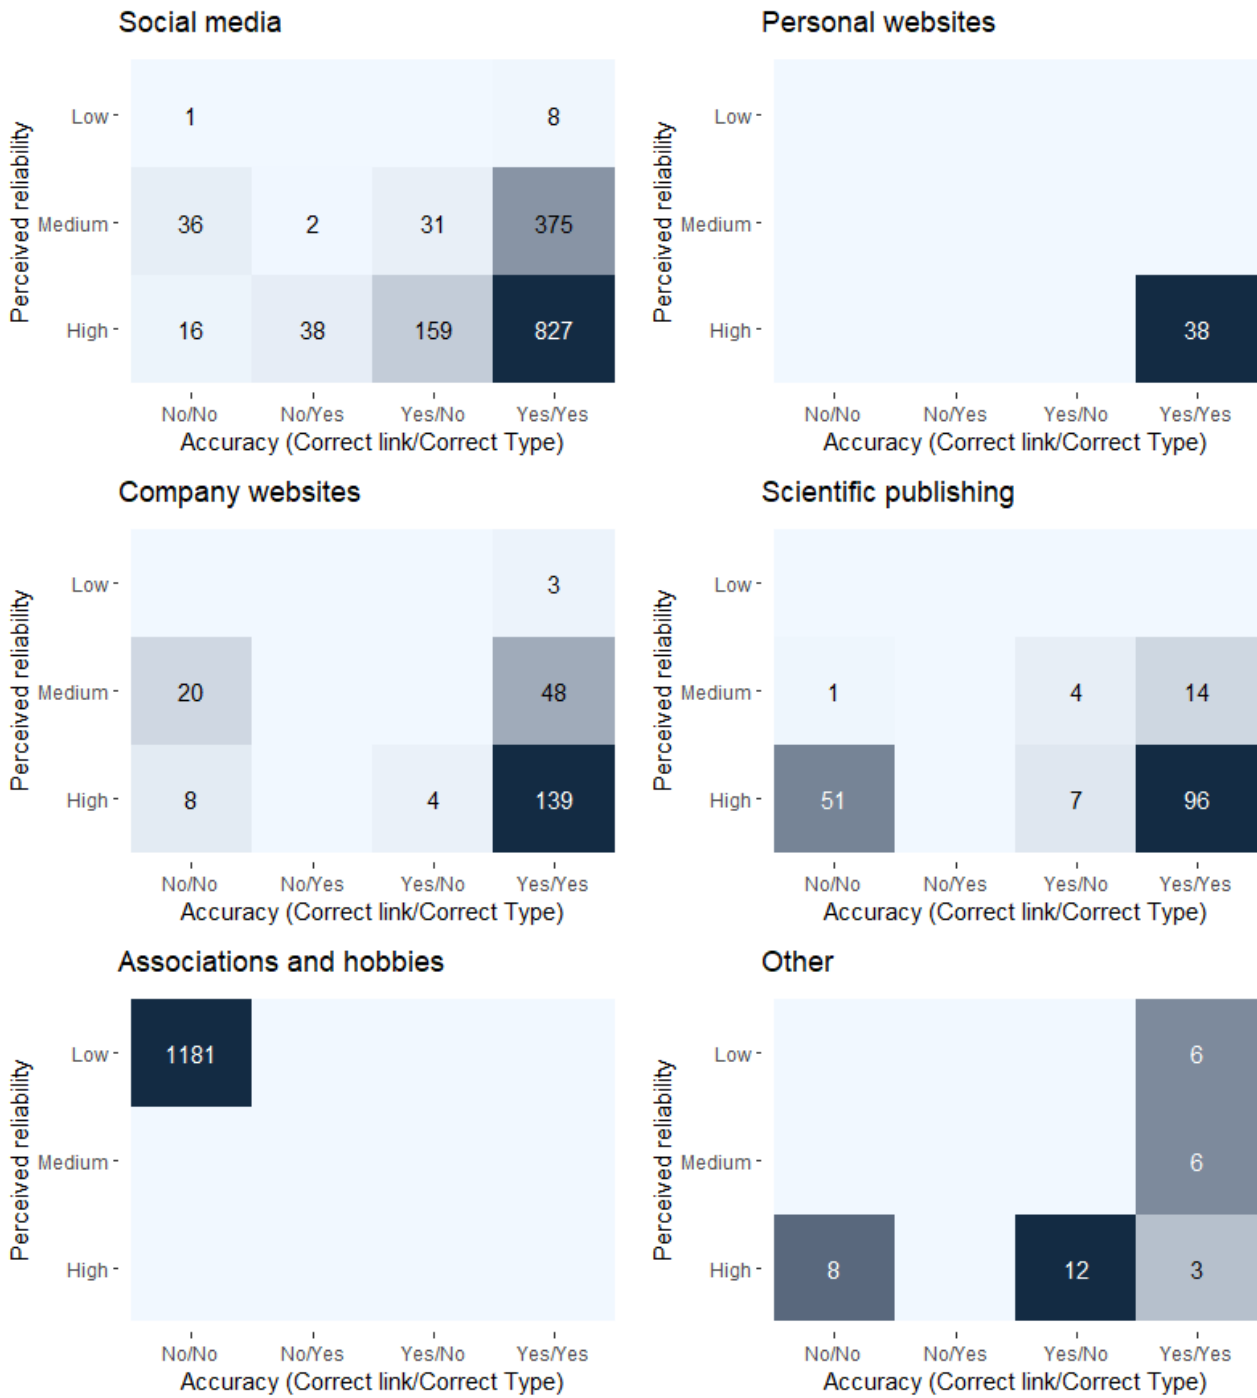 Social media
Perceived reliability
Low
1
8
Medium
36
2
31
375
High
16
38
159
827
No/No
No/Yes
Yes/No
Yes/Yes
Accuracy (Correct link/Correct Type)
Personal websites
Perceived reliability
Low
Medium
High
38
No/No
No/Yes
Yes/No
Yes/Yes
Accuracy (Correct link/Correct Type)
Company websites
Perceived reliability
Low
3
Medium
20
48
High
8
4
139
No/No
No/Yes
Yes/No
Yes/Yes
Accuracy (Correct link/Correct Type)
Scientific publishing
Perceived reliability
Low
Medium
1
4
14
High
51
7
96
No/No
No/Yes
Yes/No
Yes/Yes
Accuracy (Correct link/Correct Type)
Associations and hobbies
Perceived reliability
Low
1181
Medium
High
No/No
No/Yes
Yes/No
Yes/Yes
Accuracy (Correct link/Correct Type)
Other
Perceived reliability
Low
6
Medium
6
High
8
12
3
No/No
No/Yes
Yes/No
Yes/Yes
Accuracy (Correct link/Correct Type)